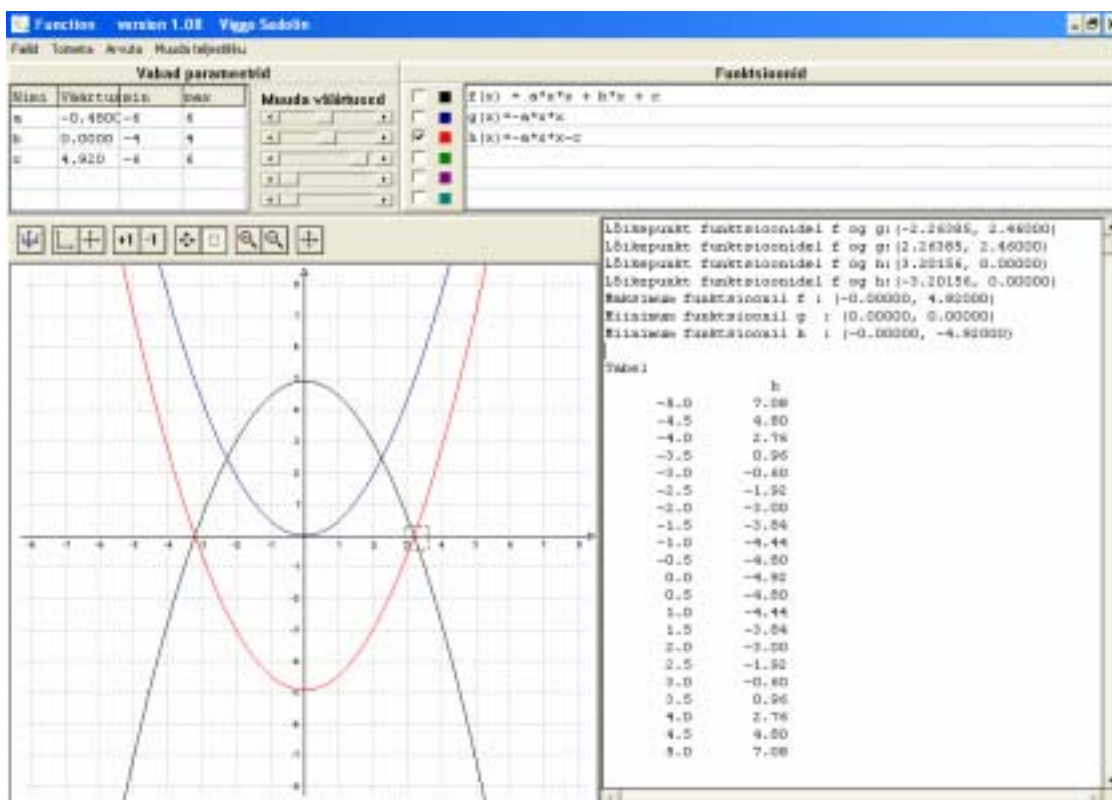 Function version 1.08 Viggo Sadolin
Failid Toimeta Arvuta Muuda teljestikku
Vabad parameetrid
Funktsioonid
Nimi Väärtus min max
Muuda väärtused
a -0.4800 -6 6
b 0.0000 -4 4
c 4.920 -6 6
f(x) = a*x*x + b*x + c
g(x)=-a*x*x
h(x)=-a*x*x-c
+1 -1
Lõikepunkt funktsioonidel f og g:(-2.26385, 2.46000)
Lõikepunkt funktsioonidel f og g:(2.26385, 2.46000)
Lõikepunkt funktsioonidel f og h:(3.20156, 0.00000)
Lõikepunkt funktsioonidel f og h:(-3.20156, 0.00000)
Maksimum funktsioonil f : (-0.00000, 4.92000)
Miinimum funktsioonil g : (0.00000, 0.00000)
Miinimum funktsioonil h : (-0.00000, -4.92000)
Tabel
h
-5.0 7.08
-4.5 4.80
-4.0 2.76
-3.5 0.96
-3.0 -0.60
-2.5 -1.92
-2.0 -3.00
-1.5 -3.84
-1.0 -4.44
-0.5 -4.80
0.0 -4.92
0.5 -4.80
1.0 -4.44
1.5 -3.84
2.0 -3.00
2.5 -1.92
3.0 -0.60
3.5 0.96
4.0 2.76
4.5 4.80
5.0 7.08